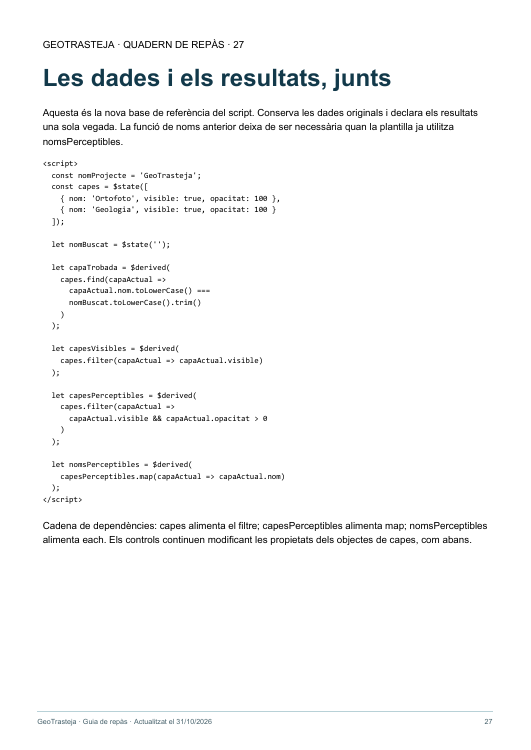 GEOTRASTEJA · QUADERN DE REPÀS · 27
Les dades i els resultats, junts
Aquesta és la nova base de referència del script. Conserva les dades originals i declara els resultats
una sola vegada. La funció de noms anterior deixa de ser necessària quan la plantilla ja utilitza
nomsPerceptibles.
<script>
  const nomProjecte = 'GeoTrasteja';
  const capes = $state([
    { nom: 'Ortofoto', visible: true, opacitat: 100 },
    { nom: 'Geologia', visible: true, opacitat: 100 }
  ]);

  let nomBuscat = $state('');

  let capaTrobada = $derived(
    capes.find(capaActual =>
      capaActual.nom.toLowerCase() ===
      nomBuscat.toLowerCase().trim()
    )
  );

  let capesVisibles = $derived(
    capes.filter(capaActual => capaActual.visible)
  );

  let capesPerceptibles = $derived(
    capes.filter(capaActual =>
      capaActual.visible && capaActual.opacitat > 0
    )
  );

  let nomsPerceptibles = $derived(
    capesPerceptibles.map(capaActual => capaActual.nom)
  );
</script>
Cadena de dependències: capes alimenta el filtre; capesPerceptibles alimenta map; nomsPerceptibles
alimenta each. Els controls continuen modificant les propietats dels objectes de capes, com abans.
GeoTrasteja · Guia de repàs · Actualitzat el 31/10/2026
27